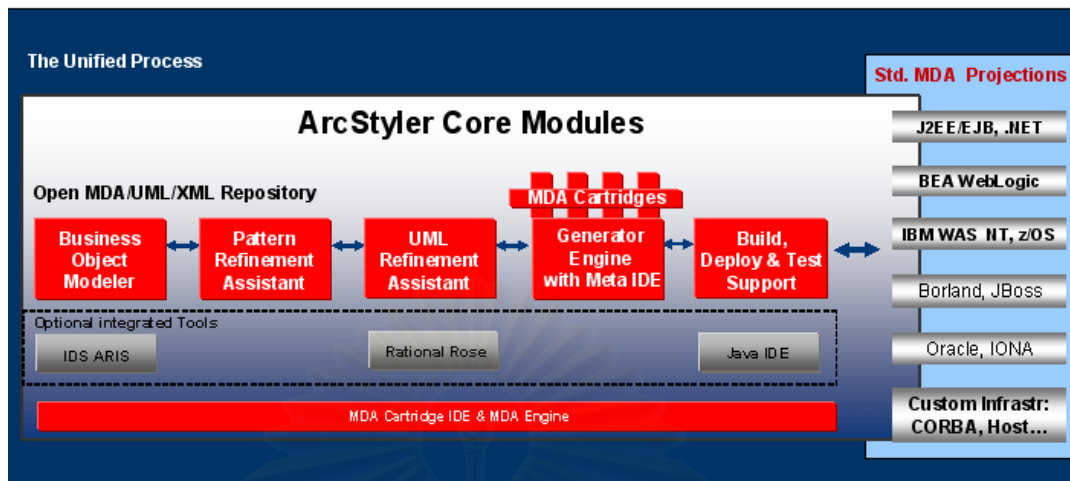 The Unified Process
Std. MDA Projections
ArcStyler Core Modules
J2EE/EJB, .NET
Open MDA/UML/XML Repository
MDA Cartridges
BEA WebLogic
Business
Object
Modeler
Pattern
Refinement
Assistant
UML
Refinement
Assistant
Generator
Engine
with Meta IDE
Build,
Deploy & Test
Support
IBM WAS NT, z/OS
Borland, JBoss
Optional integrated Tools
IDS ARIS
Rational Rose
Java IDE
Oracle, IONA
MDA Cartridge IDE & MDA Engine
Custom Infrastr:
CORBA, Host...